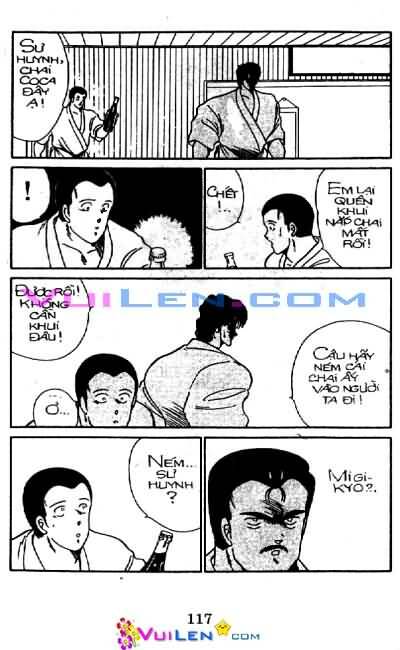 SƯ
HUYNH,
CHAI
COCA
ĐÂY
Ạ!
!
CHẾT
!...
EM LẠI
QUÊN
KHUI
NẮP CHAI
MẤT
RỒI!
ĐƯỢC RỒI!
KHÔNG
CẦN
KHUI
ĐÂU!
VUILEN.COM
Ơ...
CẬU HÃY
NÉM CÁI
CHAI ẤY
VÀO NGƯỜI
TA ĐI!
NÉM...
SƯ
HUYNH
?
MIGI-
KYO?.
117
VUILEN.COM